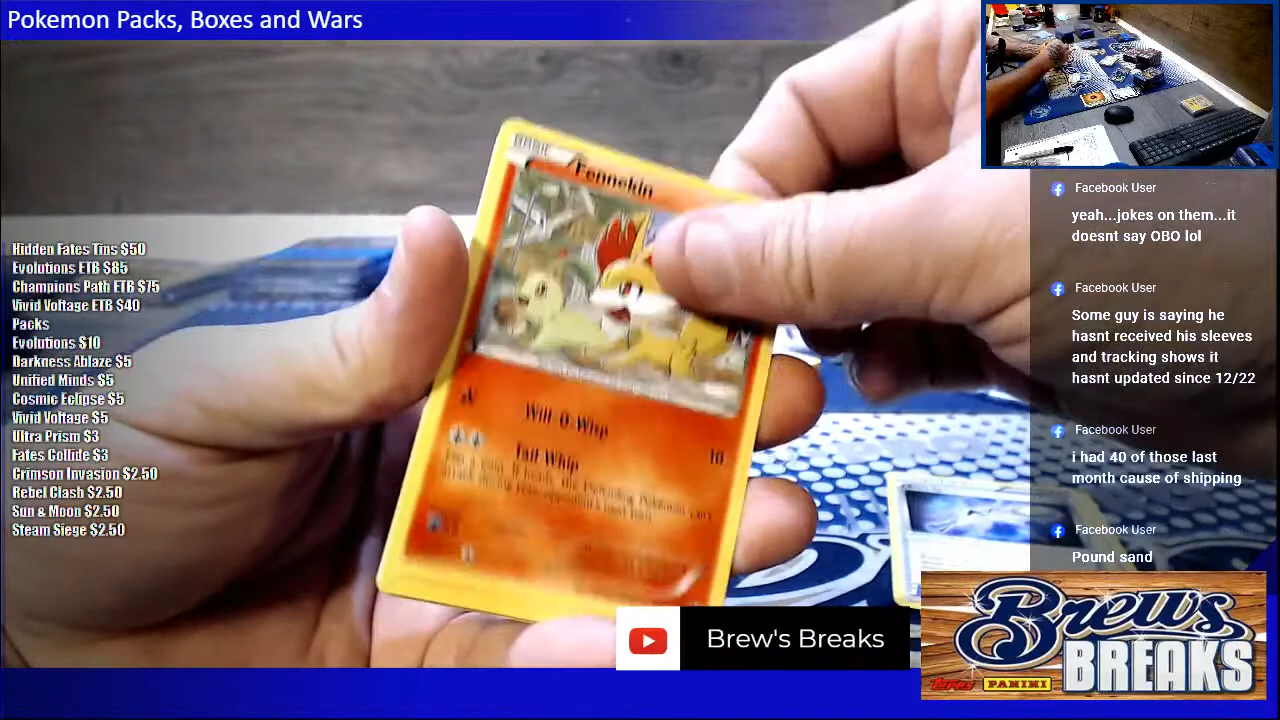 Pokemon Packs, Boxes and Wars
Hidden Fates Tins $50
Evolutions ETB $85
Champions Path ETB $75
Vivid Voltage ETB $40
Packs
Evolutions $10
Darkness Ablaze $5
Unified Minds $5
Cosmic Eclipse $5
Vivid Voltage $5
Ultra Prism $3
Fates Collide $3
Crimson Invasion $2.50
Rebel Clash $2.50
Sun & Moon $2.50
Steam Siege $2.50
BASIC
Fennekin
Will-O-Wisp
10
Tail Whip
Facebook User
yeah...jokes on them...it
doesnt say OBO lol
Facebook User
Some guy is saying he
hasnt received his sleeves
and tracking shows it
hasnt updated since 12/22
Facebook User
i had 40 of those last
month cause of shipping
Facebook User
Pound sand
Brew's Breaks
Brew's
BREAKS
TOPPS
PANINI